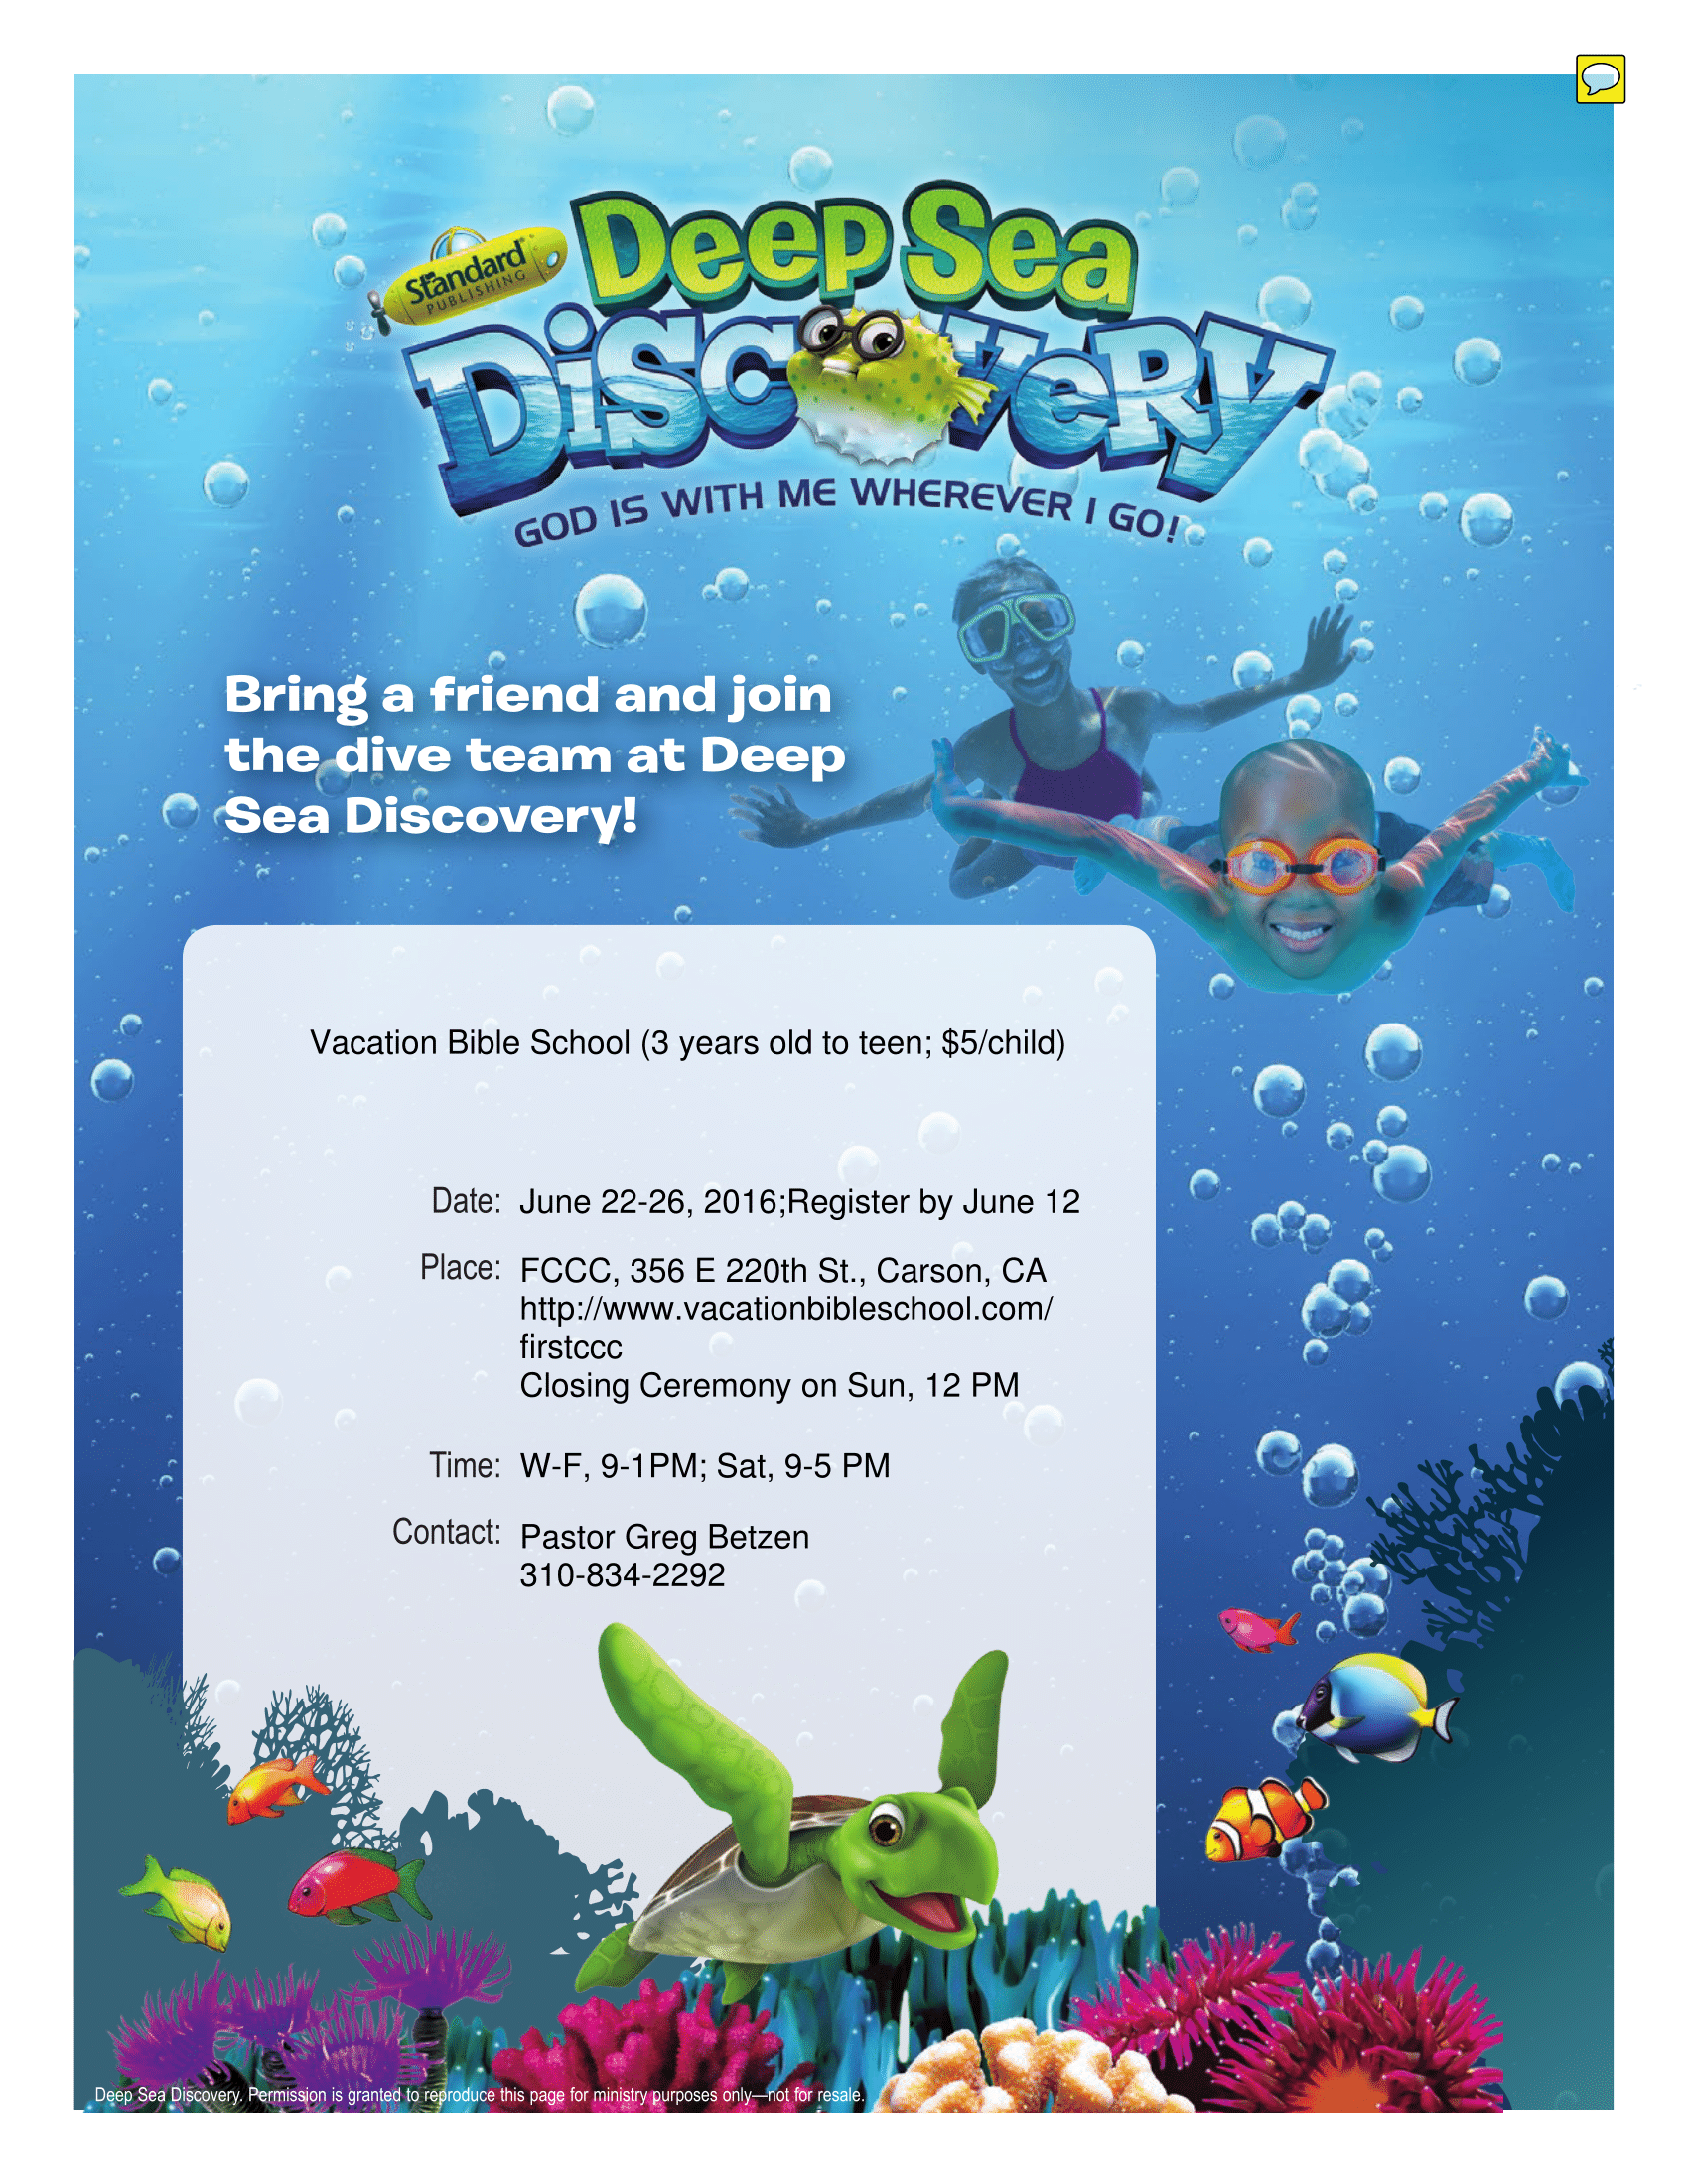 Standard
PUBLISHING
Deep Sea
DiSCOVeRY
GOD IS WITH ME WHEREVER I GO!
Bring a friend and join
the dive team at Deep
Sea Discovery!
Vacation Bible School (3 years old to teen; $5/child)
Date: June 22-26, 2016;Register by June 12
Place: FCCC, 356 E 220th St., Carson, CA
http://www.vacationbibleschool.com/
firstccc
Closing Ceremony on Sun, 12 PM
Time: W-F, 9-1PM; Sat, 9-5 PM
Contact: Pastor Greg Betzen
310-834-2292
Deep Sea Discovery. Permission is granted to reproduce this page for ministry purposes only—not for resale.